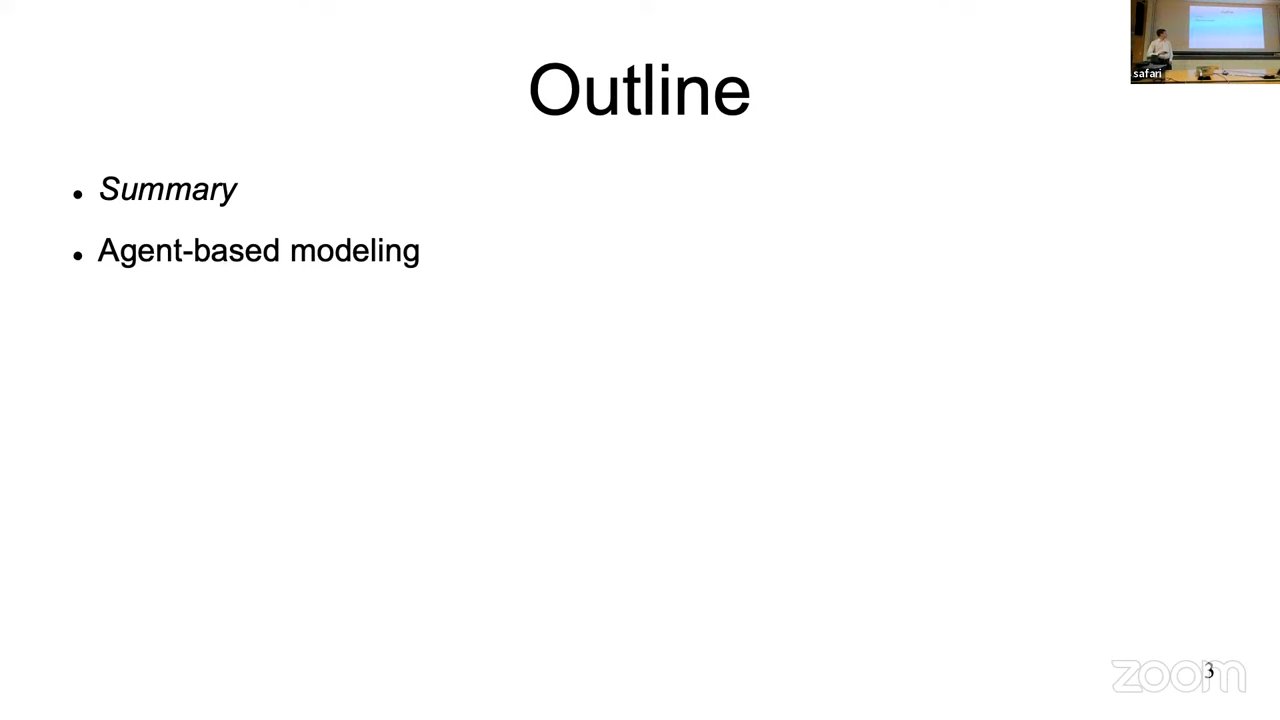 Outline
safari
• Summary
• Agent-based modeling
zoom
3